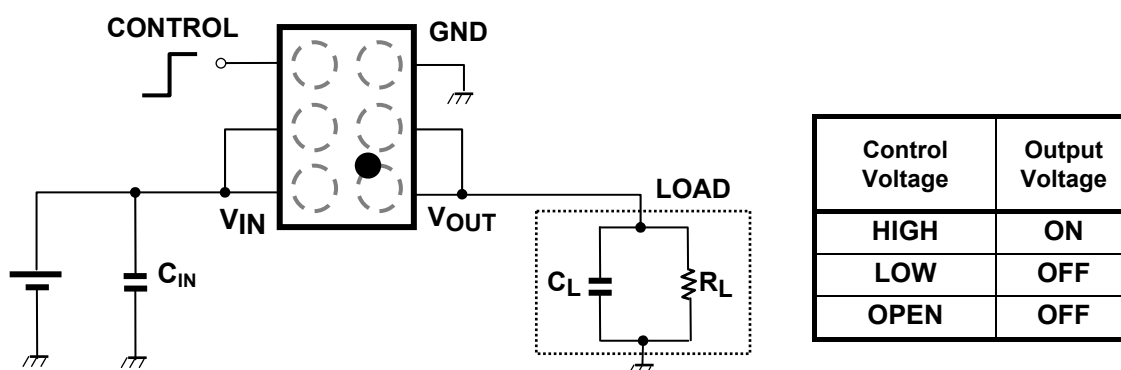 CONTROL
GND
VIN
VOUT
LOAD
CIN
CL
RL
Control Voltage
Output Voltage
HIGH
ON
LOW
OFF
OPEN
OFF